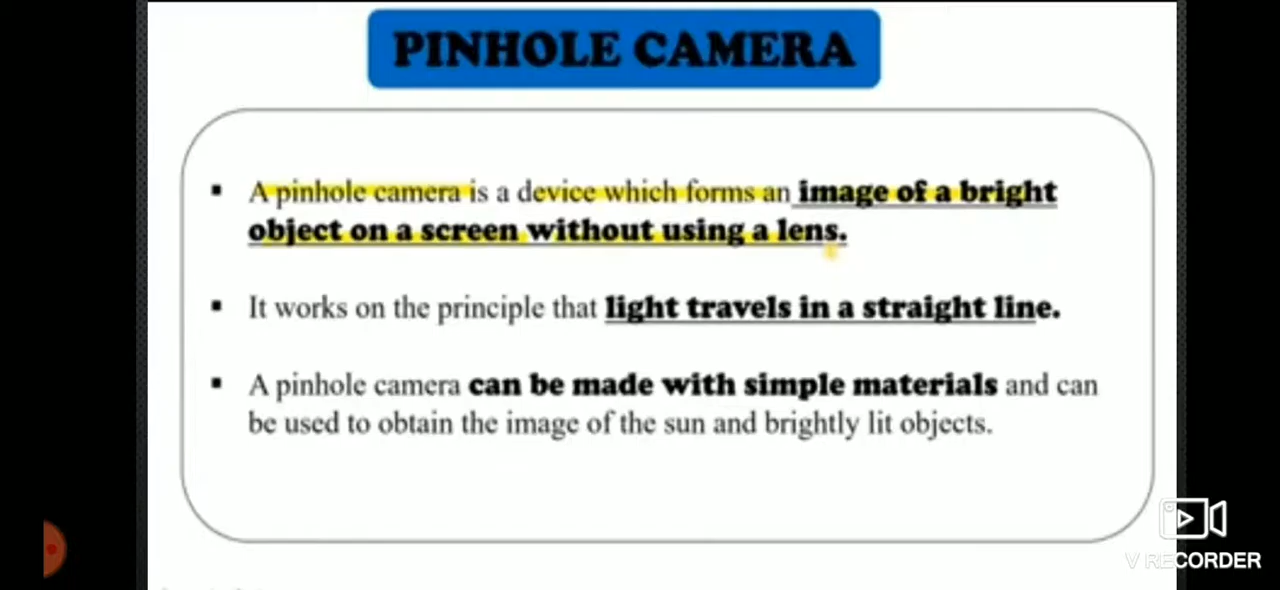 PINHOLE CAMERA
▪ A pinhole camera is a device which forms an image of a bright
object on a screen without using a lens.
▪ It works on the principle that light travels in a straight line.
▪ A pinhole camera can be made with simple materials and can
be used to obtain the image of the sun and brightly lit objects.
V RECORDER